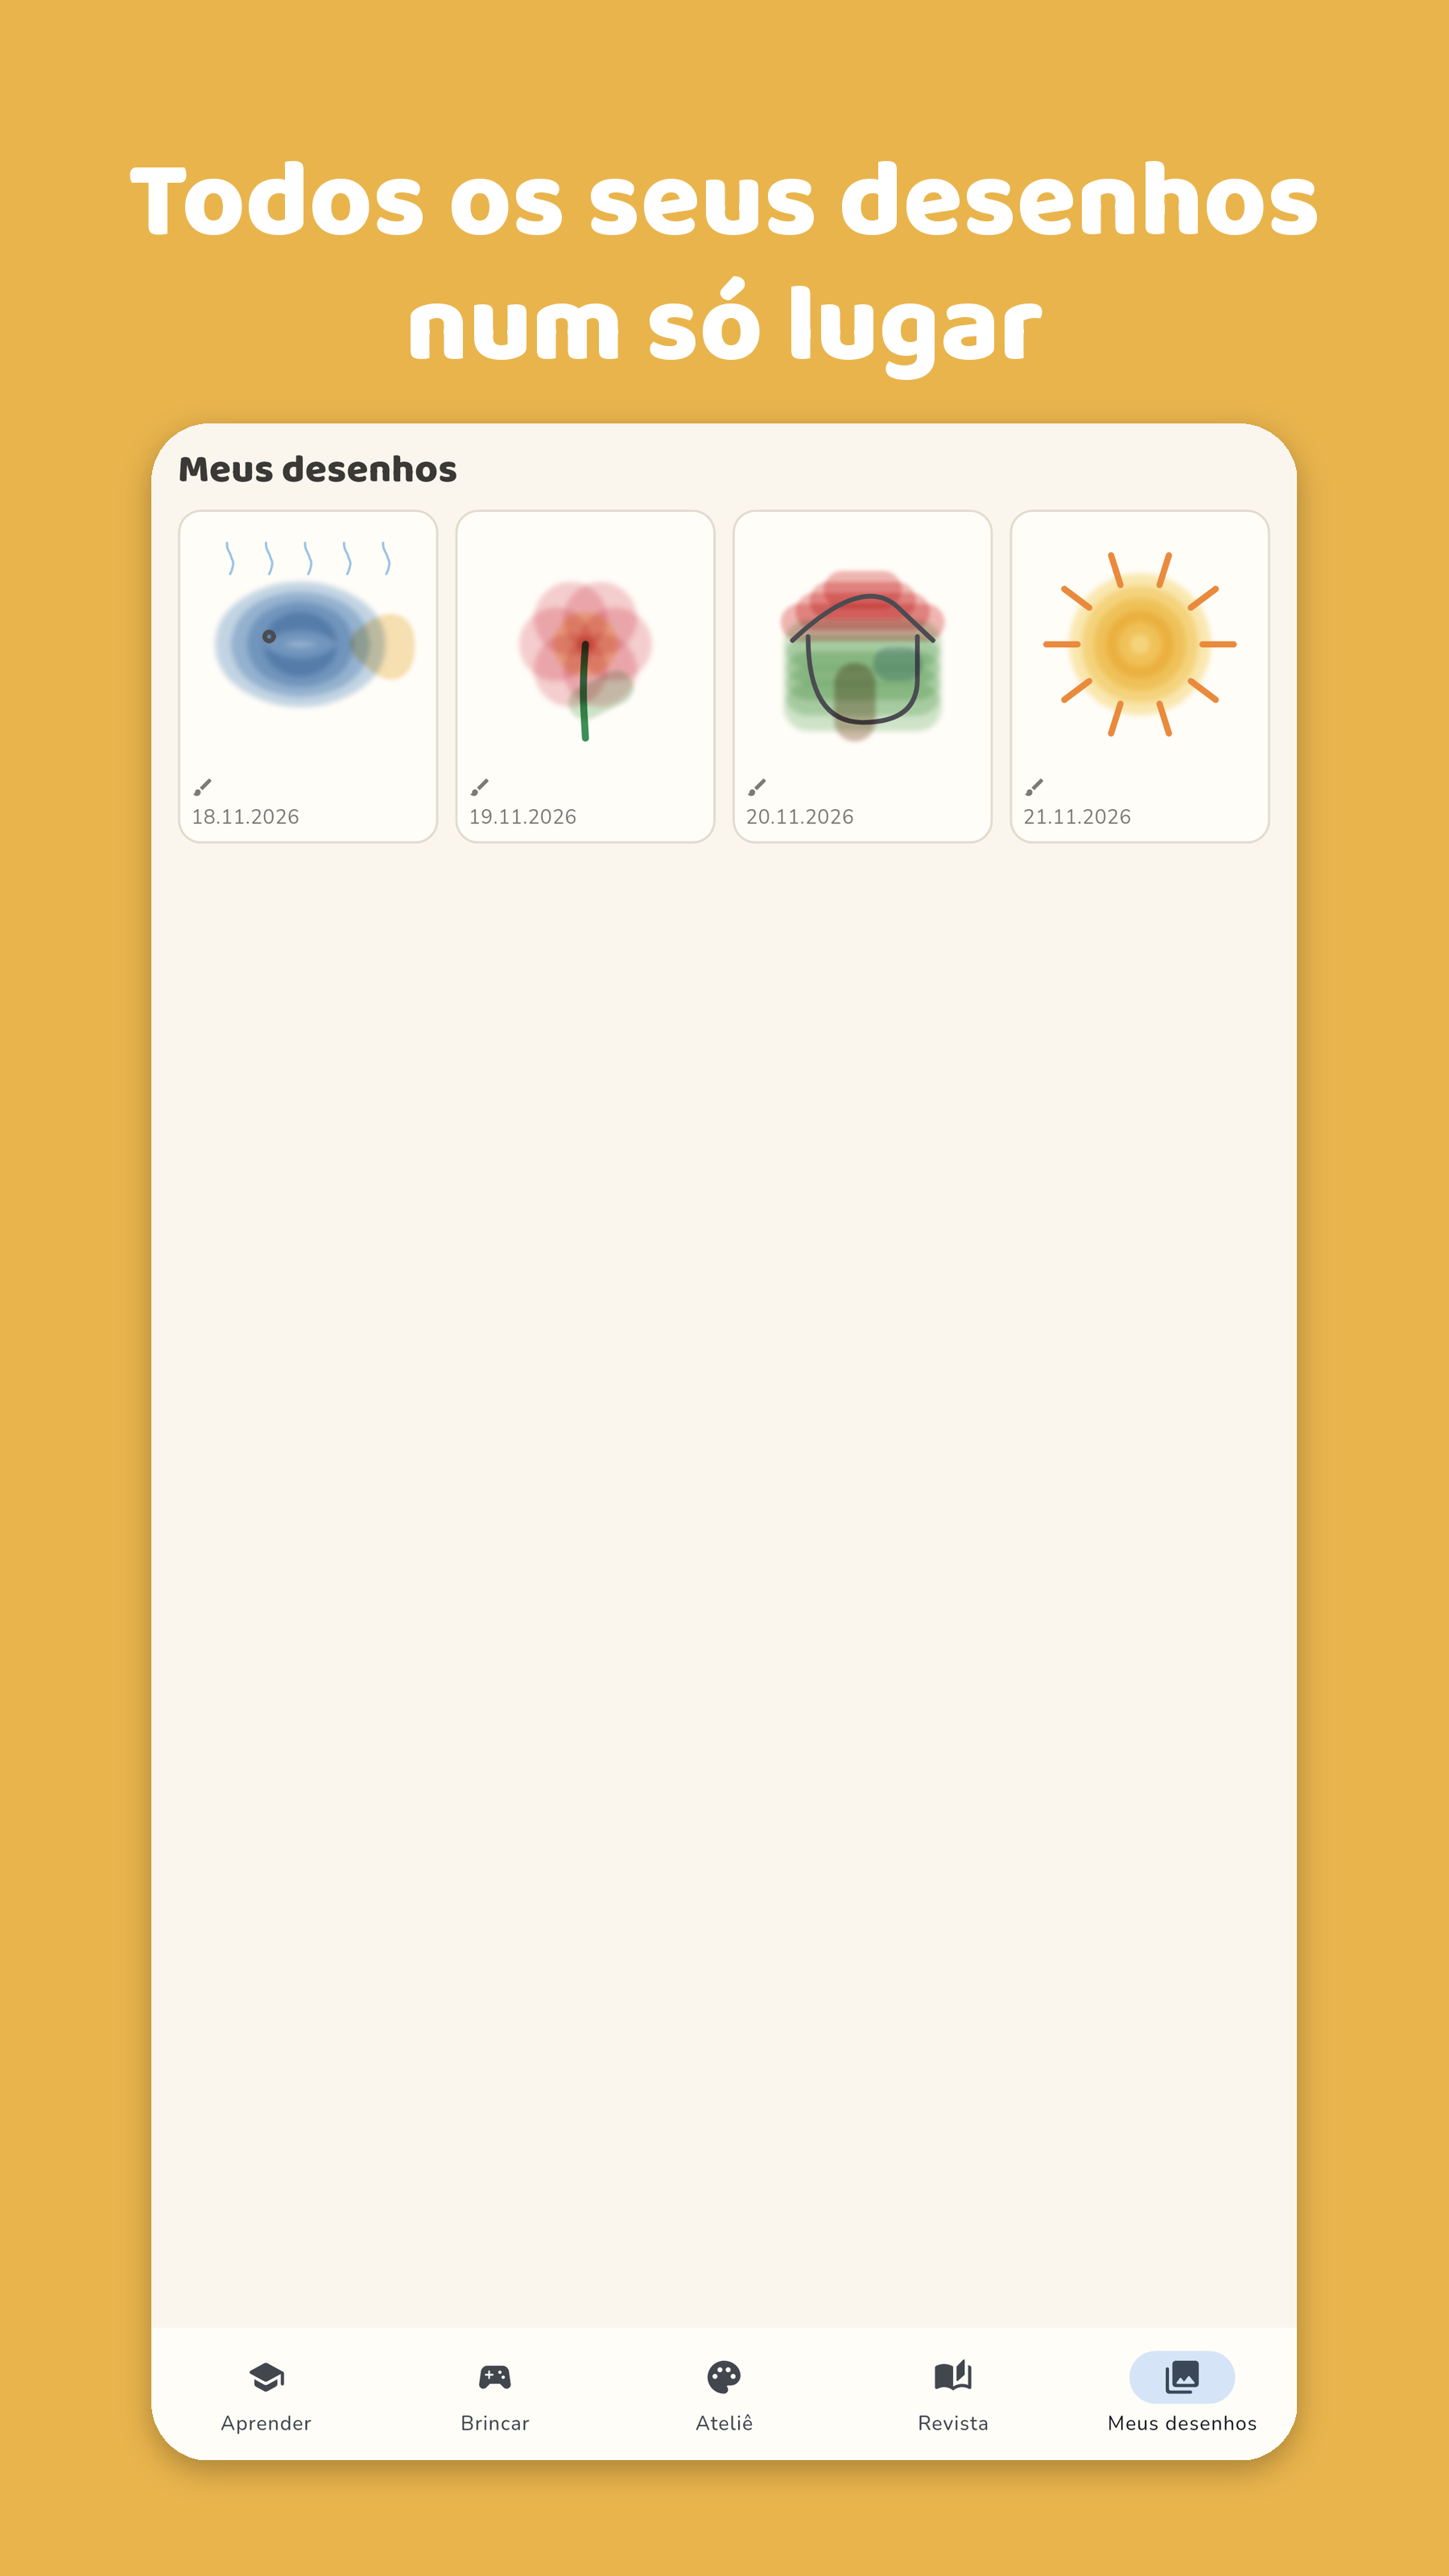 Todos os seus desenhos
num só lugar
Meus desenhos
18.11.2026
19.11.2026
20.11.2026
21.11.2026
Aprender
Brincar
Ateliê
Revista
Meus desenhos